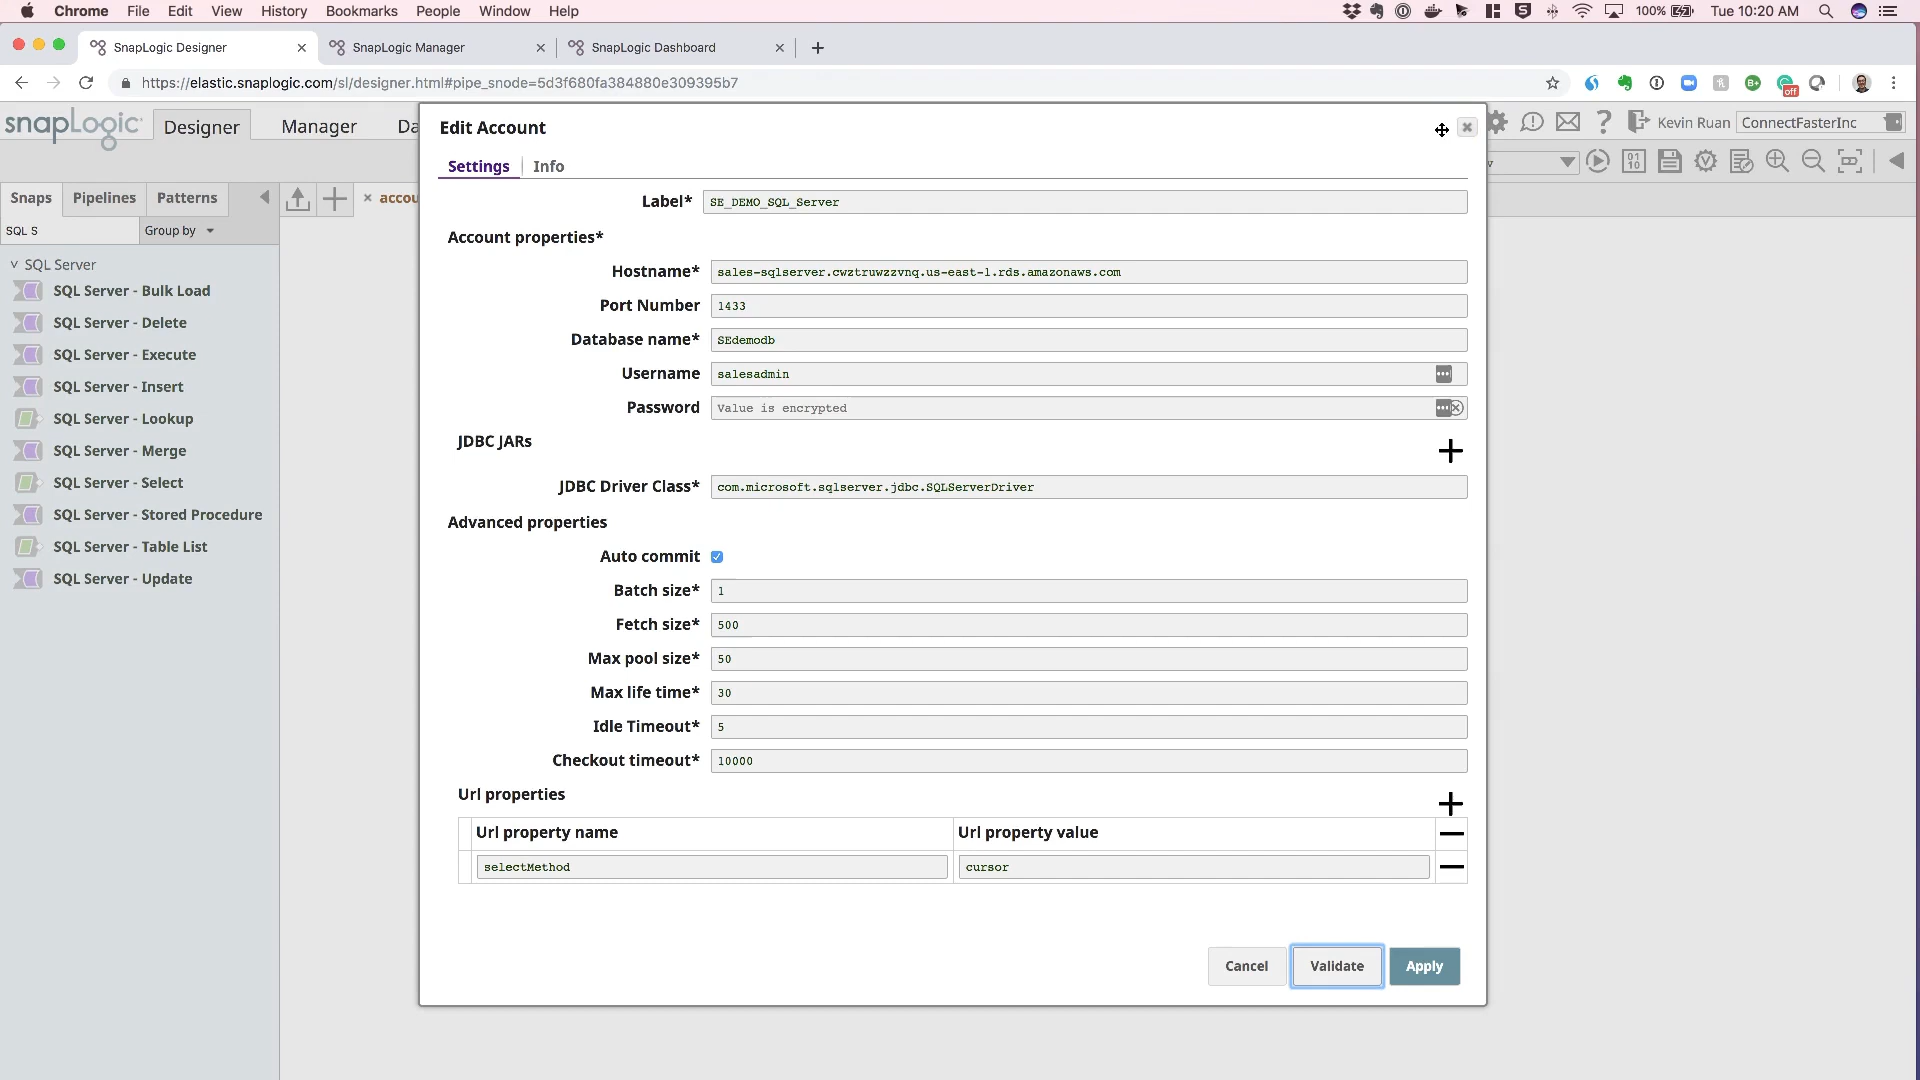 Chrome File Edit View History Bookmarks People Window Help 100% Tue 10:20 AM
SnapLogic Designer SnapLogic Manager SnapLogic Dashboard
https://elastic.snaplogic.com/sl/designer.html#pipe_snode=5d3f680fa384880e309395b7 off
snapLogic Designer Manager Da Edit Account Kevin Ruan ConnectFasterInc
Settings Info
Snaps Pipelines Patterns accou
SQL S Group by
SQL Server
SQL Server - Bulk Load
SQL Server - Delete
SQL Server - Execute
SQL Server - Insert
SQL Server - Lookup
SQL Server - Merge
SQL Server - Select
SQL Server - Stored Procedure
SQL Server - Table List
SQL Server - Update
Label* SE_DEMO_SQL_Server
Account properties*
Hostname* sales-sqlserver.cwztruwzzvnq.us-east-1.rds.amazonaws.com
Port Number 1433
Database name* SEdemodb
Username salesadmin
Password Value is encrypted
JDBC JARs
JDBC Driver Class* com.microsoft.sqlserver.jdbc.SQLServerDriver
Advanced properties
Auto commit
Batch size* 1
Fetch size* 500
Max pool size* 50
Max life time* 30
Idle Timeout* 5
Checkout timeout* 10000
Url properties
Url property name Url property value
selectMethod cursor
Cancel Validate Apply